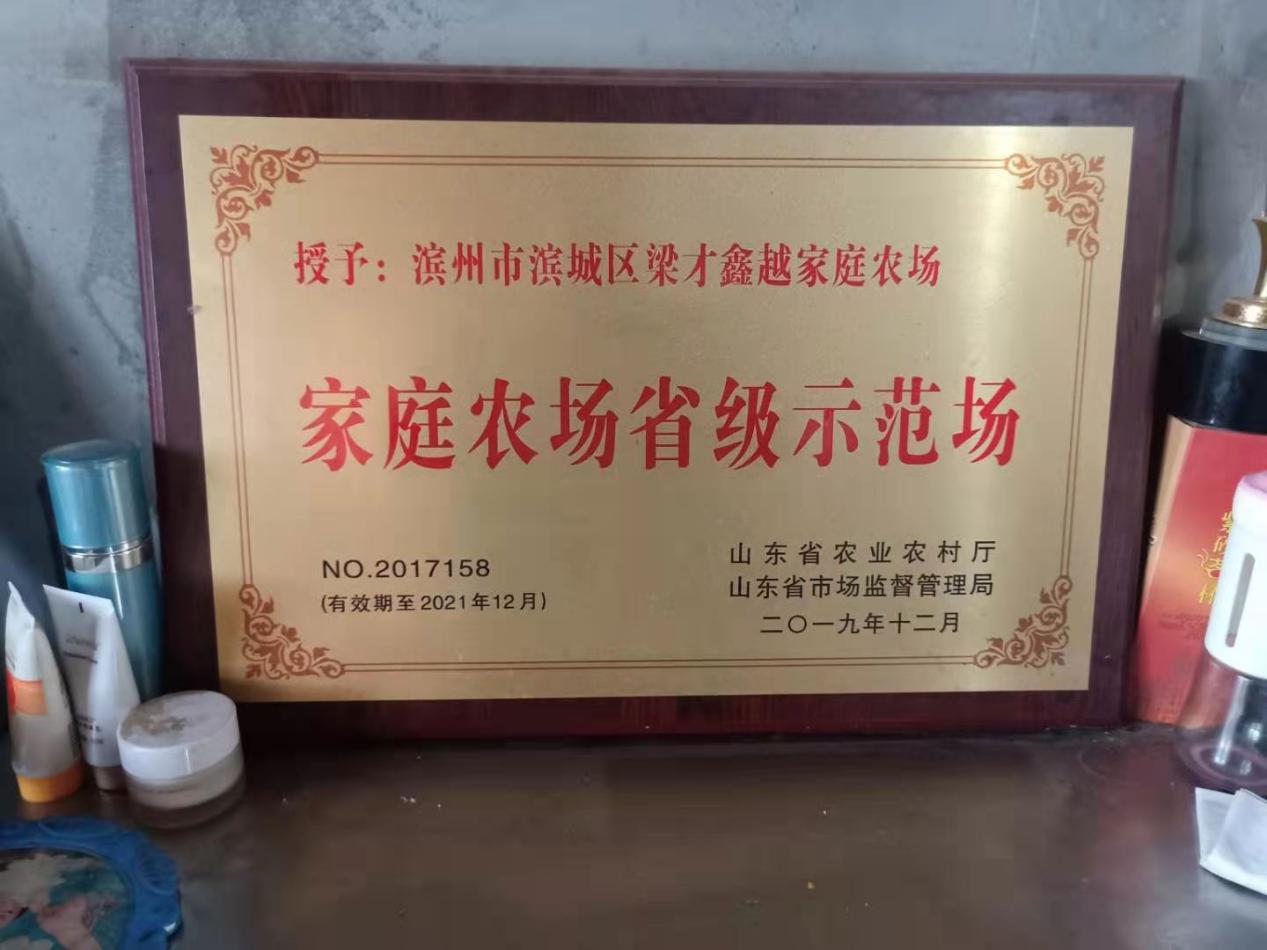 授予：滨州市滨城区梁才鑫越家庭农场
家庭农场省级示范场
NO.2017158
(有效期至2021年12月)
山东省农业农村厅
山东省市场监督管理局
二〇一九年十二月